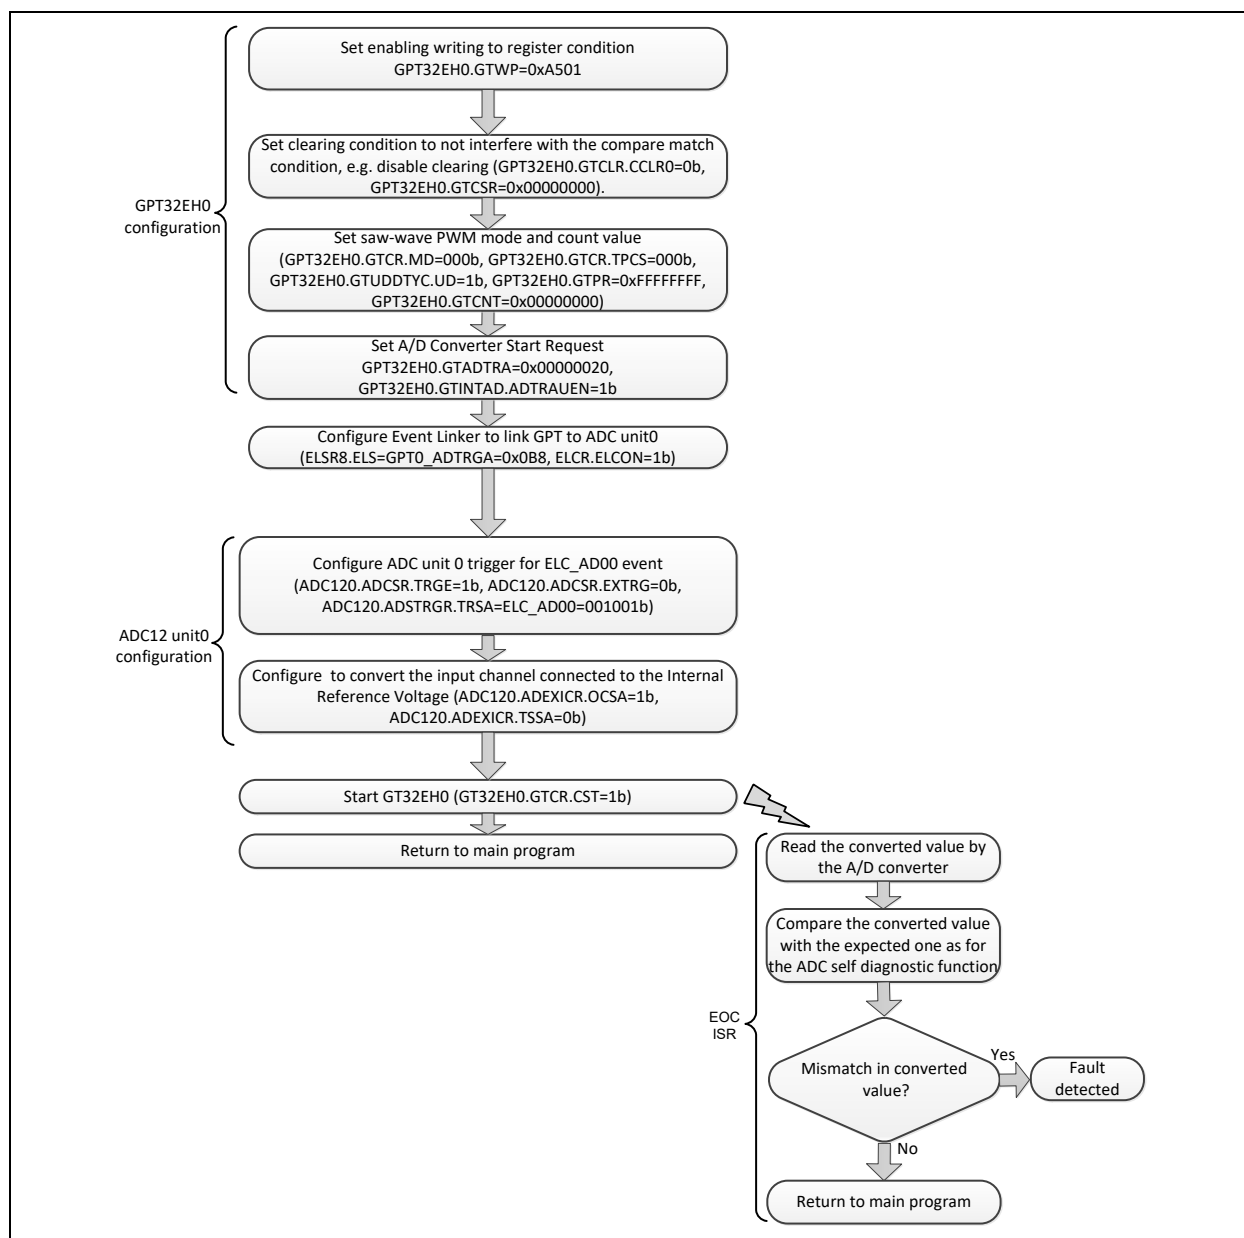 Set enabling writing to register condition
GPT32EH0.GTWP=0xA501
Set clearing condition to not interfere with the compare match
condition, e.g. disable clearing (GPT32EH0.GTCLR.CCLR0=0b,
GPT32EH0.GTCSR=0x00000000).
GPT32EH0
configuration
Set saw-wave PWM mode and count value
(GPT32EH0.GTCR.MD=000b, GPT32EH0.GTCR.TPCS=000b,
GPT32EH0.GTUDDTYC.UD=1b, GPT32EH0.GTPR=0xFFFFFFFF,
GPT32EH0.GTCNT=0x00000000)
Set A/D Converter Start Request
GPT32EH0.GTADTRA=0x00000020,
GPT32EH0.GTINTAD.ADTRAUEN=1b
Configure Event Linker to link GPT to ADC unit0
(ELSR8.ELS=GPT0_ADTRGA=0x0B8, ELCR.ELCON=1b)
Configure ADC unit 0 trigger for ELC_AD00 event
(ADC120.ADCSR.TRGE=1b, ADC120.ADCSR.EXTRG=0b,
ADC120.ADSTRGR.TRSA=ELC_AD00=001001b)
ADC12 unit0
configuration
Configure  to convert the input channel connected to the Internal
Reference Voltage (ADC120.ADEXICR.OCSA=1b,
ADC120.ADEXICR.TSSA=0b)
Start GT32EH0 (GT32EH0.GTCR.CST=1b)
Return to main program
Read the converted value by
the A/D converter
Compare the converted value
with the expected one as for
the ADC self diagnostic function
EOC
ISR
Mismatch in converted
value?
Yes
Fault
detected
No
Return to main program